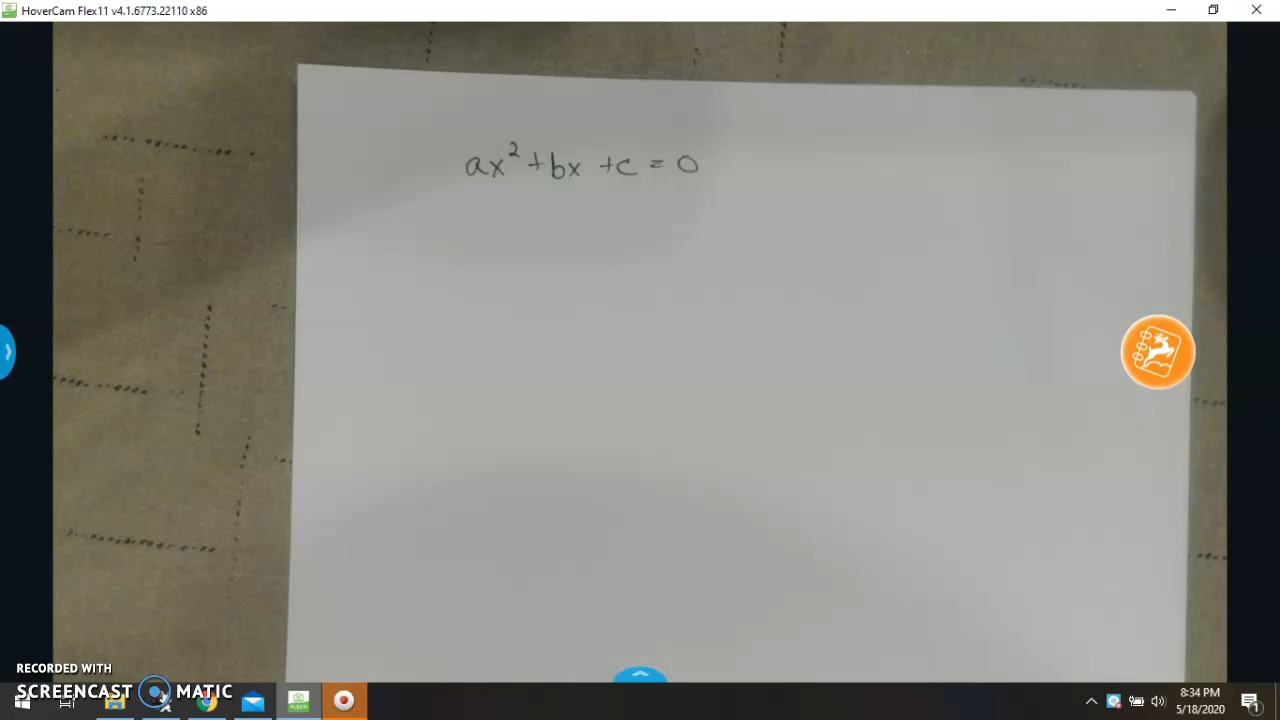 HoverCam Flex11 v4.1.6773.22110 x86
ax² + bx + c = 0
RECORDED WITH
SCREENCAST MATIC
8:34 PM
5/18/2020
1